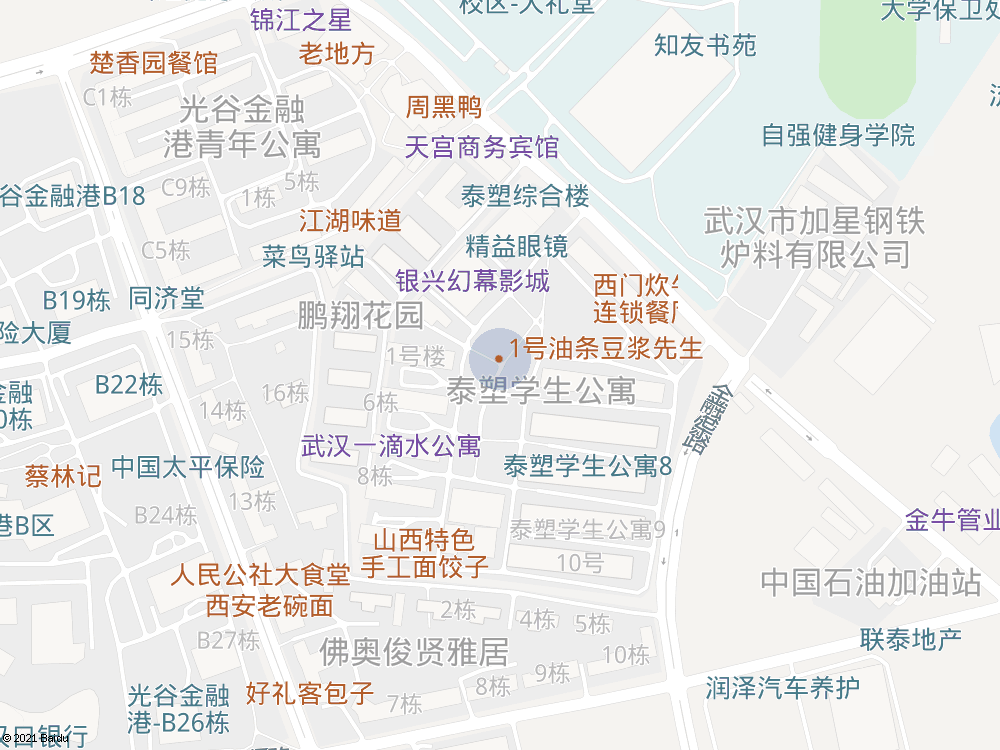 锦江之星
校区-大礼堂
大学保卫处
楚香园餐馆
老地方
知友书苑
C1栋
光谷金融
港青年公寓
周黑鸭
天宫商务宾馆
自强健身学院
谷金融港B18
C9栋
5栋
1栋
泰塑综合楼
江湖味道
武汉市加星钢铁
炉料有限公司
C5栋
菜鸟驿站
精益眼镜
银兴幻幕影城
B19栋
同济堂
鹏翔花园
连锁餐厅
险大厦
15栋
1号楼
1号油条豆浆先生
金融
0栋
B22栋
16栋
14栋
6栋
泰塑学生公寓
武汉一滴水公寓
蔡林记
中国太平保险
8栋
泰塑学生公寓8
13栋
港B区
B24栋
泰塑学生公寓9
金牛管业
山西特色
手工面饺子
10号
人民公社大食堂
西安老碗面
中国石油加油站
2栋
4栋
5栋
B27栋
佛奥俊贤雅居
10栋
联泰地产
光谷金融
港-B26栋
好礼客包子
7栋
8栋
9栋
润泽汽车养护
汉口银行
© 2021 Baidu